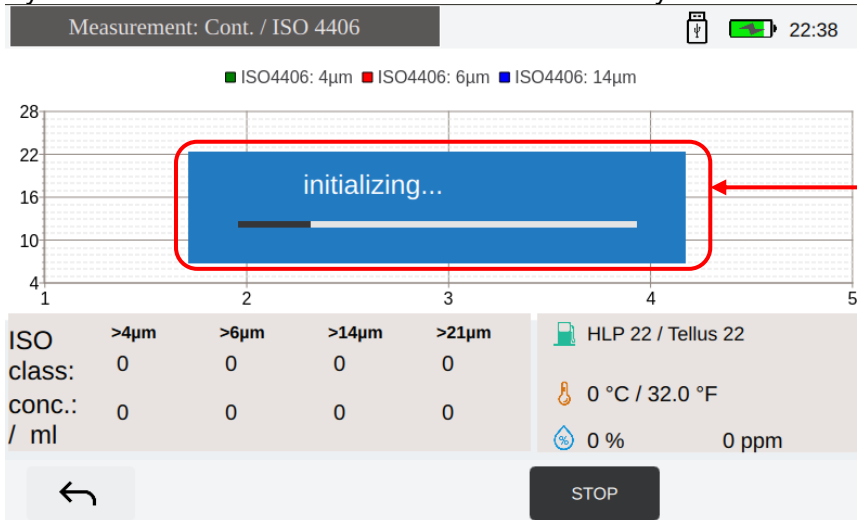 Measurement: Cont. / ISO 4406
22:38
ISO4406: 4µm ISO4406: 6µm ISO4406: 14µm
28
22
16
10
4
1 2 3 4 5
initializing...
ISO class: >4µm >6µm >14µm >21µm
0 0 0 0
conc.: / ml 0 0 0 0
HLP 22 / Tellus 22
0 °C / 32.0 °F
% 0 % 0 ppm
STOP